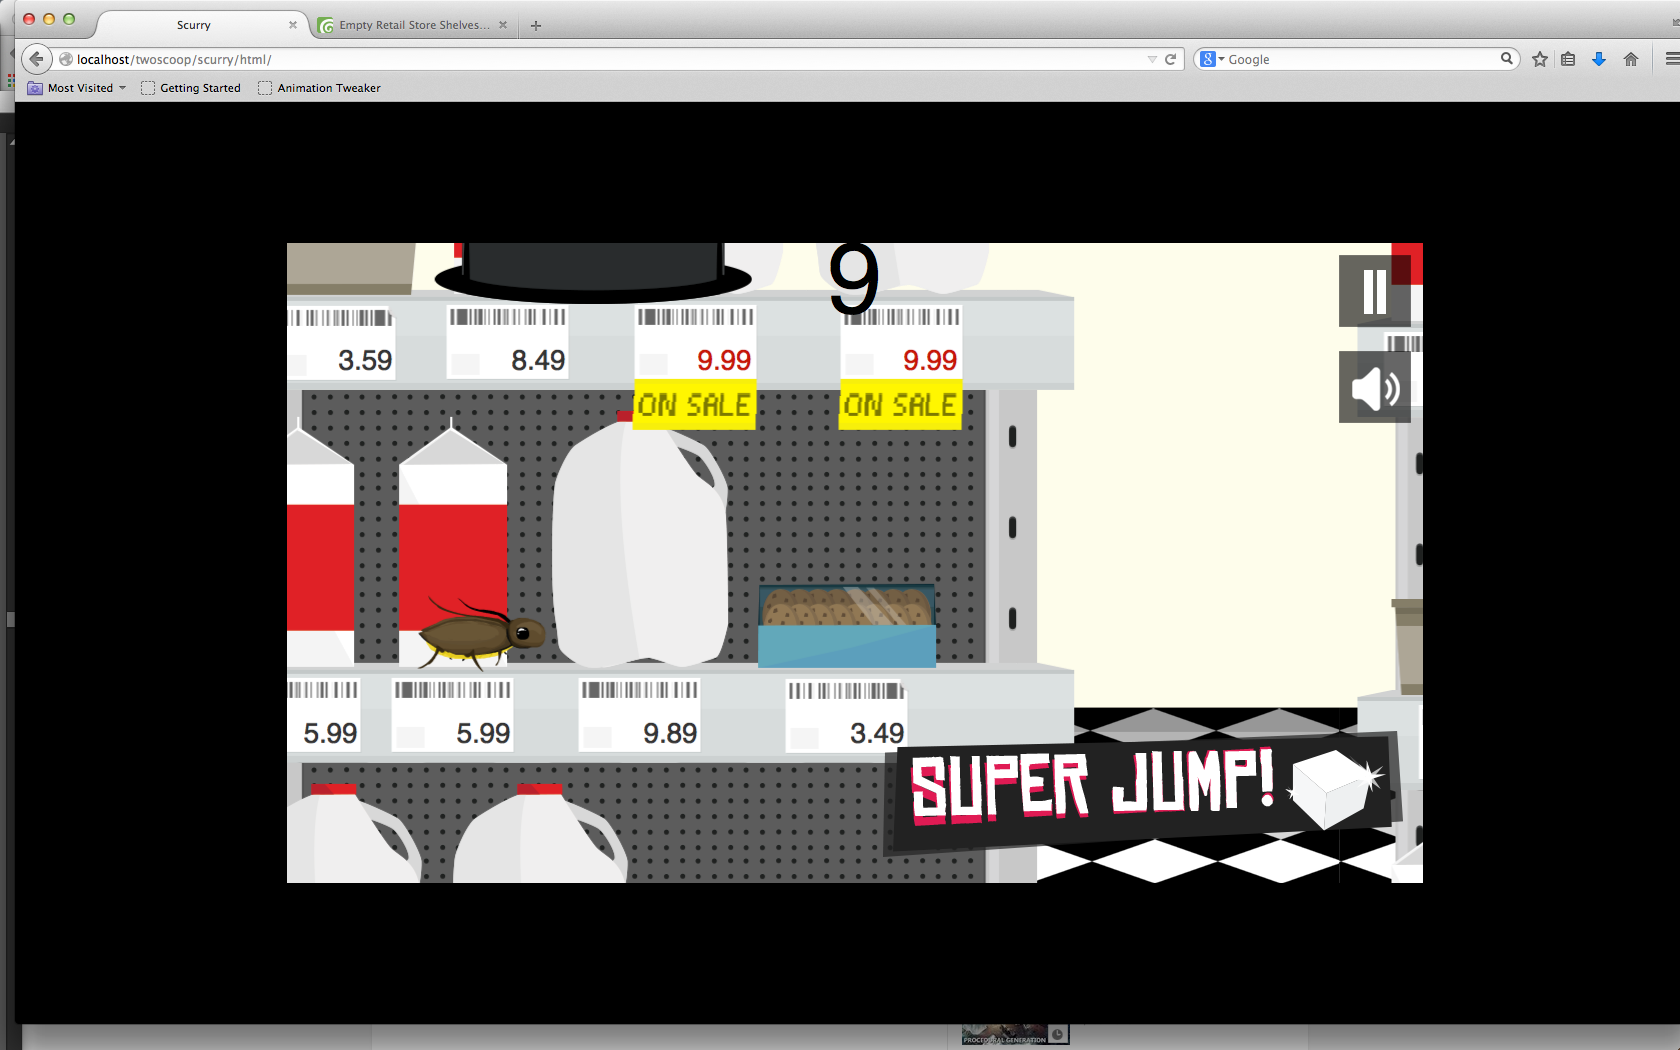 Scurry
Empty Retail Store Shelves...
localhost/twoscoop/scurry/html/
Google
Most Visited
Getting Started
Animation Tweaker
9
3.59
8.49
9.99
9.99
ON SALE
ON SALE
5.99
5.99
9.89
3.49
SUPER JUMP!
PROCEDURAL GENERATION